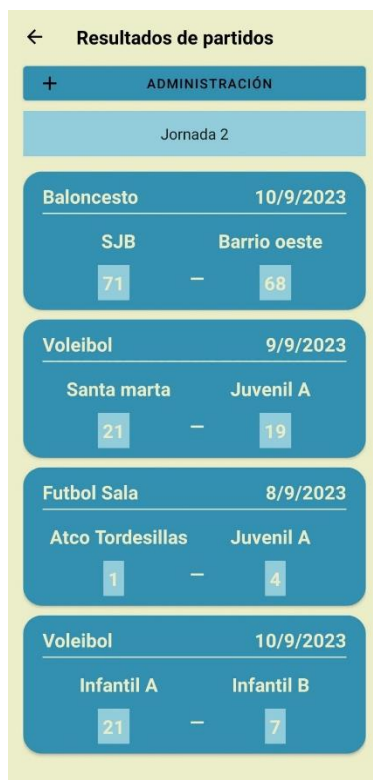 ← Resultados de partidos
+ ADMINISTRACIÓN
Jornada 2
Baloncesto 10/9/2023
SJB Barrio oeste
71 – 68
Voleibol 9/9/2023
Santa marta Juvenil A
21 – 19
Futbol Sala 8/9/2023
Atco Tordesillas Juvenil A
1 – 4
Voleibol 10/9/2023
Infantil A Infantil B
21 – 7